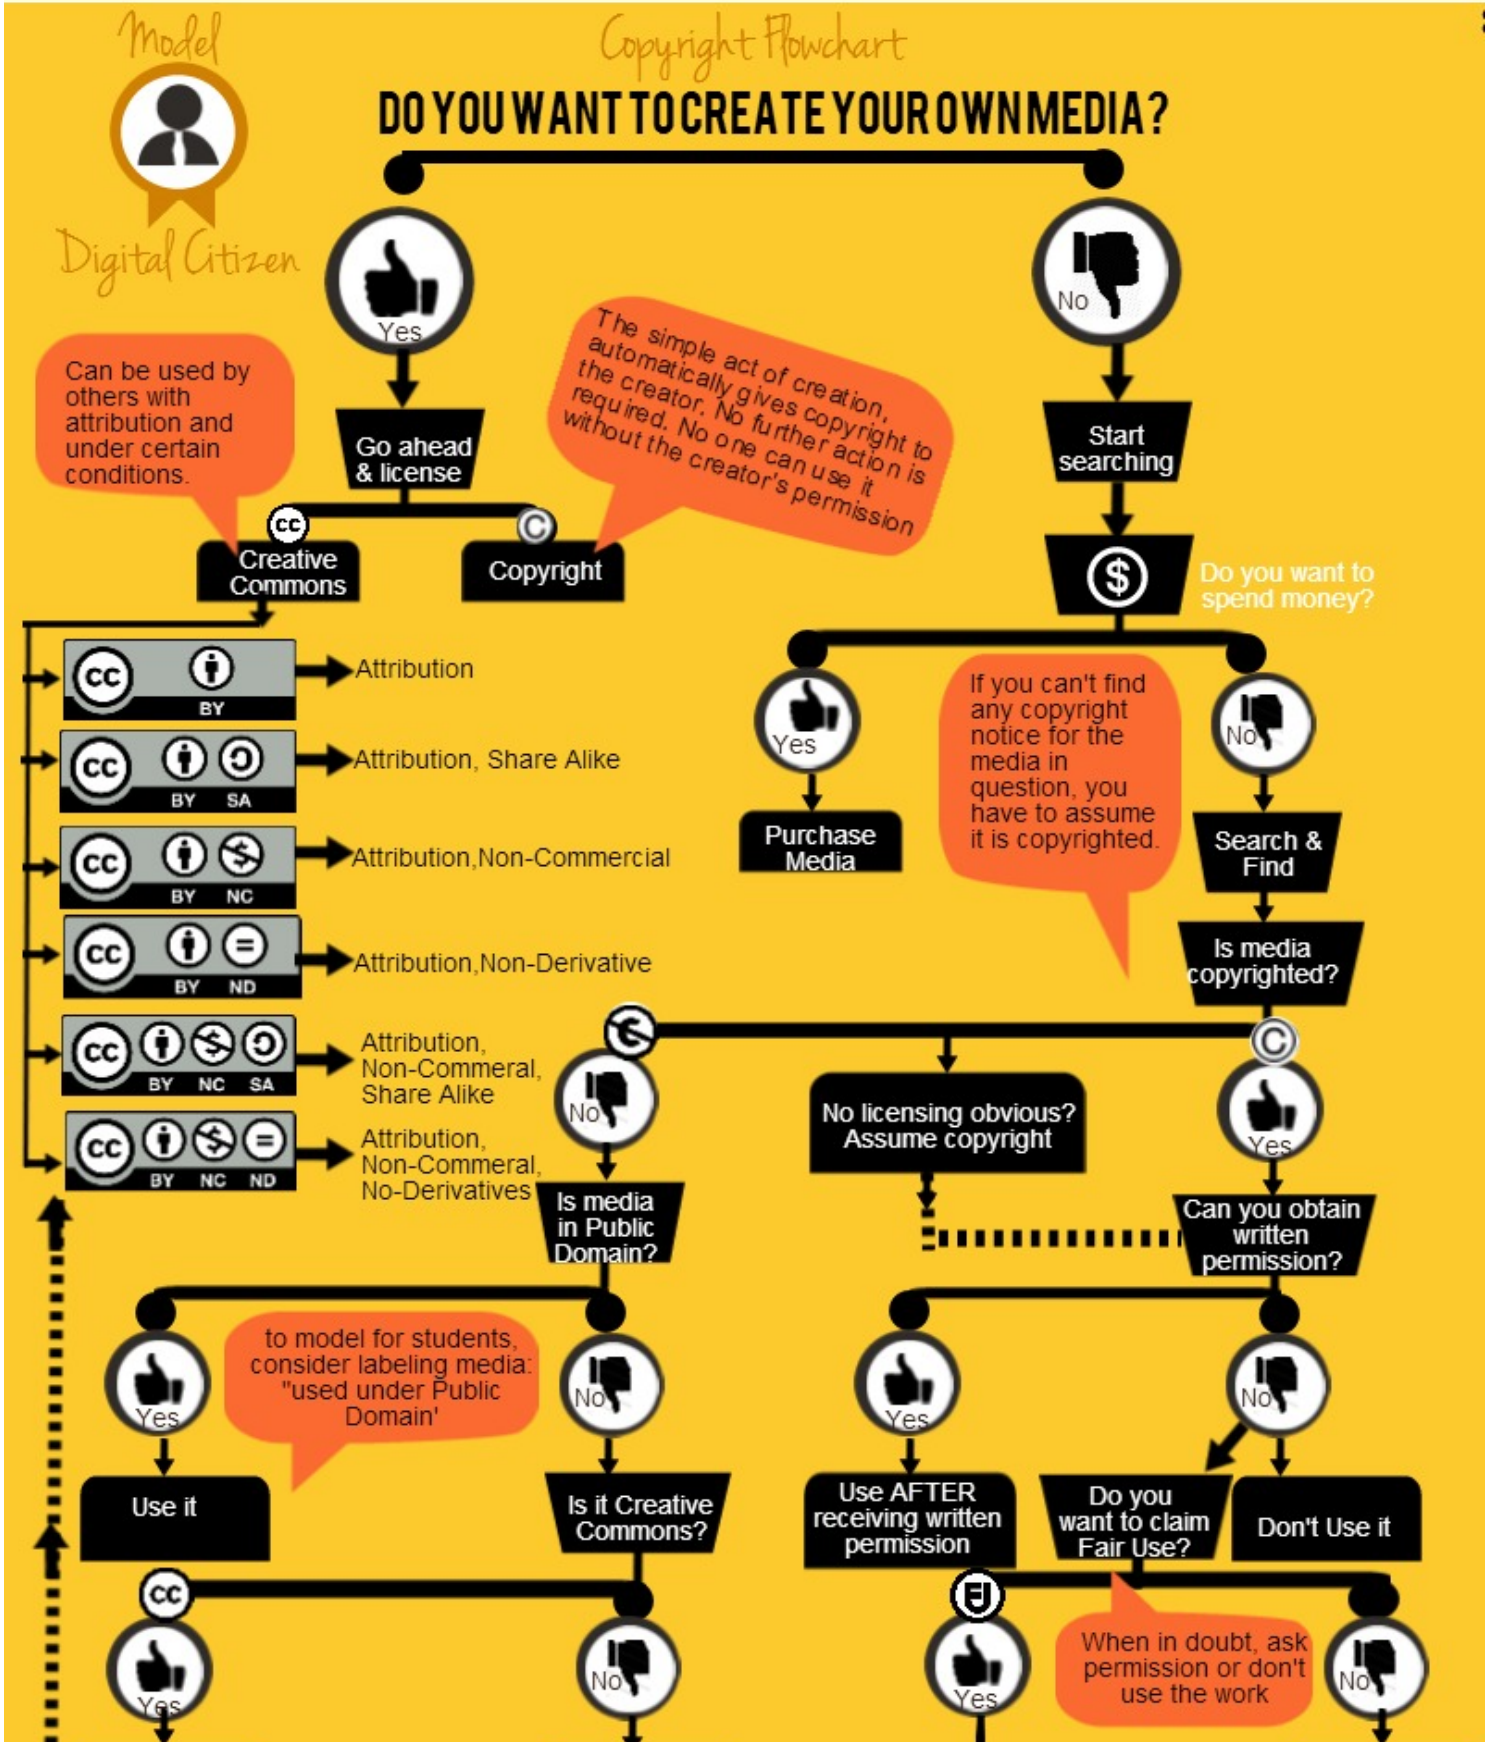 Model
Digital Citizen
Copyright Flowchart
DO YOU WANT TO CREATE YOUR OWN MEDIA?
Yes
No
Can be used by
others with
attribution and
under certain
conditions.
Go ahead
& license
The simple act of creation,
automatically gives copyright to
the creator. No further action is
required. No one can use it
without the creator's permission
Start
searching
cc
C
Creative
Commons
Copyright
$
Do you want to
spend money?
cc
BY
Attribution
cc
BY SA
Attribution, Share Alike
cc
$
BY NC
Attribution,Non-Commercial
cc
=
BY ND
Attribution,Non-Derivative
cc
$
BY NC SA
Attribution,
Non-Commeral,
Share Alike
cc
$ =
BY NC ND
Attribution,
Non-Commeral,
No-Derivatives
Yes
Purchase
Media
If you can't find
any copyright
notice for the
media in
question, you
have to assume
it is copyrighted.
No
Search &
Find
Is media
copyrighted?
No
No licensing obvious?
Assume copyright
C
Yes
Is media
in Public
Domain?
Can you obtain
written
permission?
Yes
to model for students,
consider labeling media:
"used under Public
Domain'
No
Use it
Is it Creative
Commons?
Yes
No
Use AFTER
receiving written
permission
Do you
want to claim
Fair Use?
Don't Use it
cc
Yes
No
Yes
When in doubt, ask
permission or don't
use the work
No